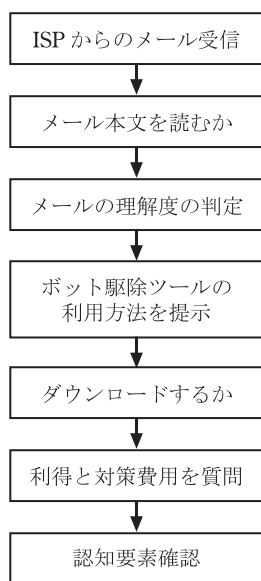 ISP からのメール受信
メール本文を読むか
メールの理解度の判定
ボット駆除ツールの
利用方法を提示
ダウンロードするか
利得と対策費用を質問
認知要素確認